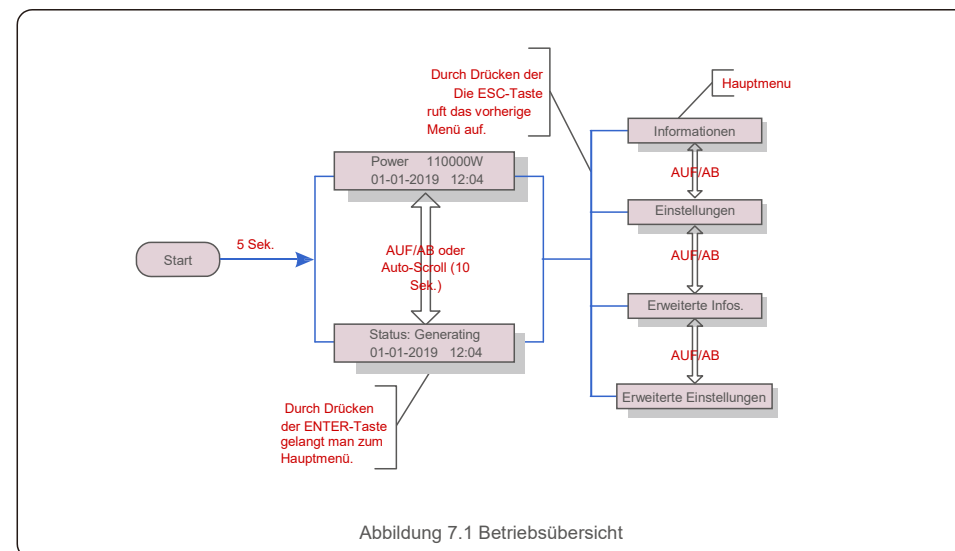 Durch Drücken der
Die ESC-Taste
ruft das vorherige
Menü auf.
Hauptmenu
Informationen
AUF/AB
Einstellungen
AUF/AB
Erweiterte Infos.
AUF/AB
Erweiterte Einstellungen
Power 110000W
01-01-2019 12:04
Start
5 Sek.
AUF/AB oder
Auto-Scroll (10
Sek.)
Status: Generating
01-01-2019 12:04
Durch Drücken
der ENTER-Taste
gelangt man zum
Hauptmenü.
Abbildung 7.1 Betriebsübersicht